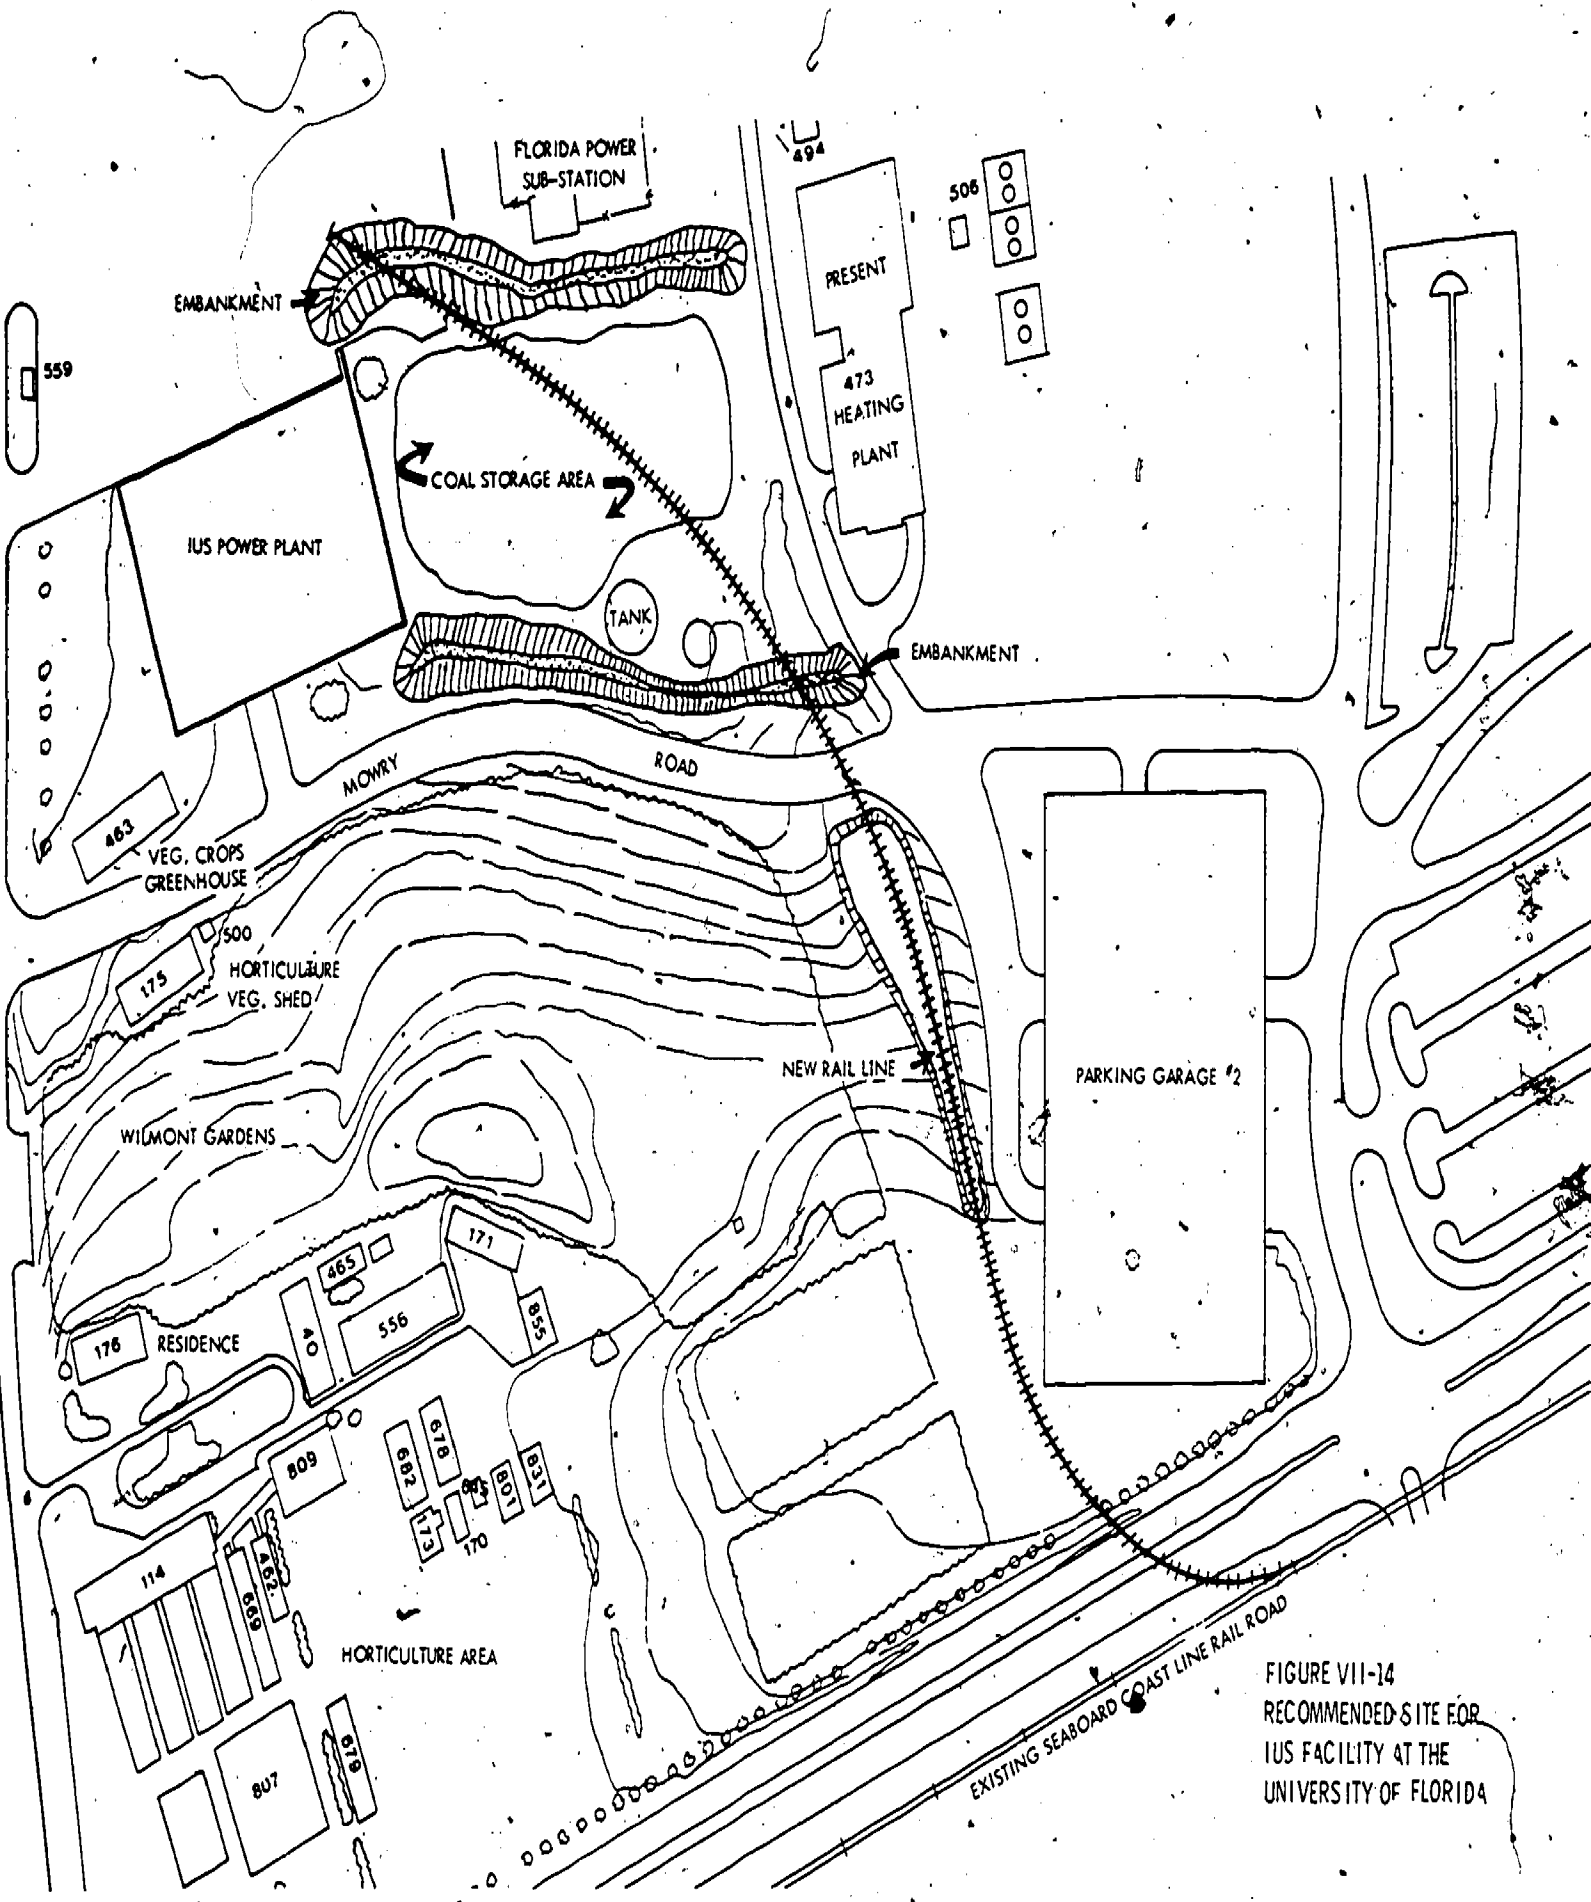 FLORIDA POWER
SUB-STATION
494
506
PRESENT
EMBANKMENT
559
473
HEATING
PLANT
COAL STORAGE AREA
IUS POWER PLANT
TANK
EMBANKMENT
MOWRY
ROAD
463
VEG. CROPS
GREENHOUSE
500
175
HORTICULTURE
VEG. SHED
NEW RAIL LINE
PARKING GARAGE #2
WILMONT GARDENS
171
465
556
855
40
176
RESIDENCE
678
682
809
831
801
173
170
114
462
669
C
HORTICULTURE AREA
679
807
EXISTING SEABOARD COAST LINE RAIL ROAD
FIGURE VII-14
RECOMMENDED SITE FOR
IUS FACILITY AT THE
UNIVERSITY OF FLORIDA